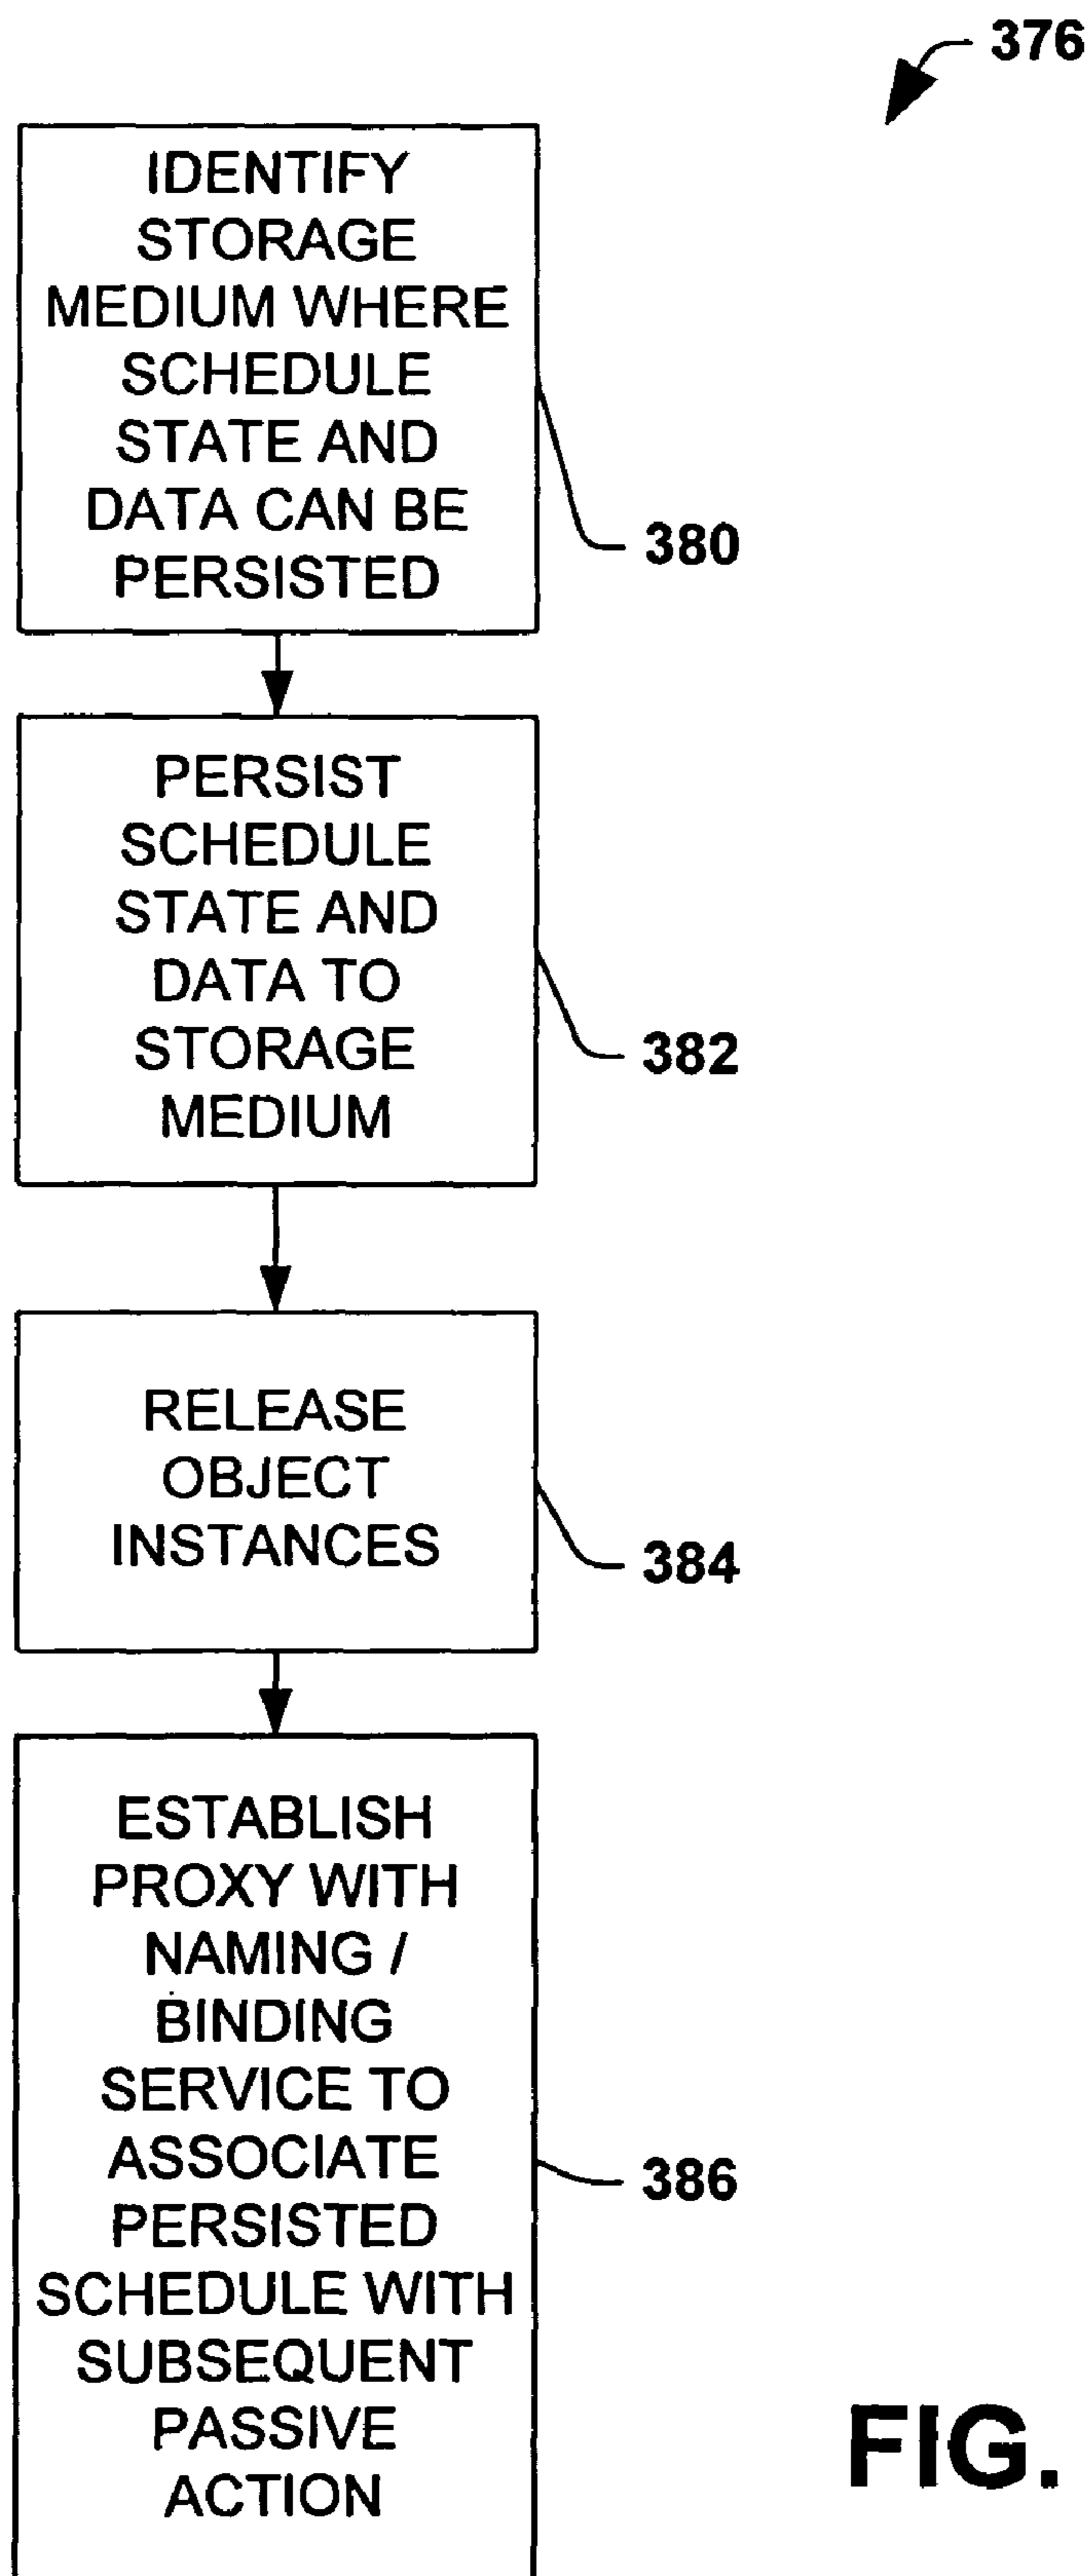 376
IDENTIFY
STORAGE
MEDIUM WHERE
SCHEDULE
STATE AND
DATA CAN BE
PERSISTED
380
PERSIST
SCHEDULE
STATE AND
DATA TO
STORAGE
MEDIUM
382
RELEASE
OBJECT
INSTANCES
384
ESTABLISH
PROXY WITH
NAMING /
BINDING
SERVICE TO
ASSOCIATE
PERSISTED
SCHEDULE WITH
SUBSEQUENT
PASSIVE
ACTION
386
FIG.